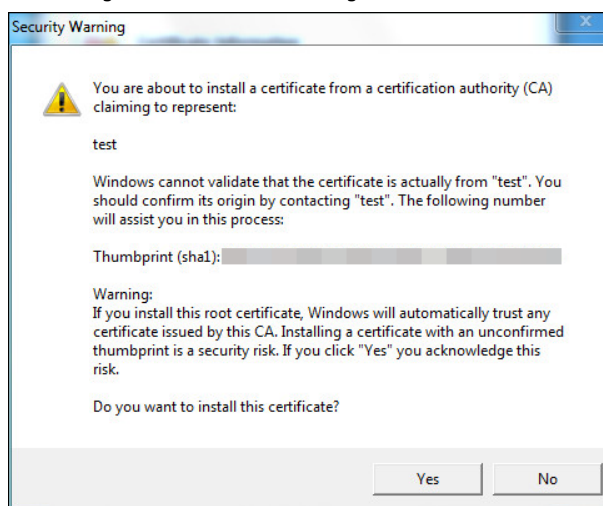 Security Warning
You are about to install a certificate from a certification authority (CA)
claiming to represent:
test
Windows cannot validate that the certificate is actually from "test". You
should confirm its origin by contacting "test". The following number
will assist you in this process:
Thumbprint (sha1):
Warning:
If you install this root certificate, Windows will automatically trust any
certificate issued by this CA. Installing a certificate with an unconfirmed
thumbprint is a security risk. If you click "Yes" you acknowledge this
risk.
Do you want to install this certificate?
Yes
No